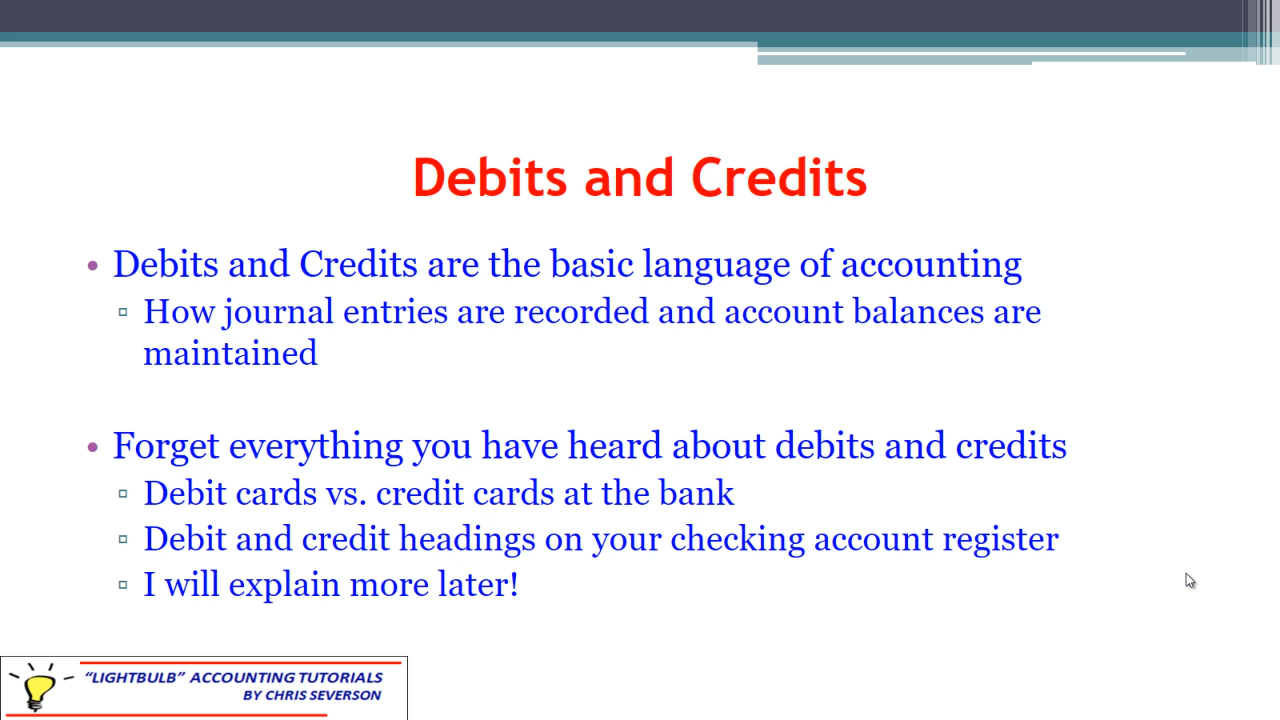 Debits and Credits
• Debits and Credits are the basic language of accounting
▫ How journal entries are recorded and account balances are
maintained
• Forget everything you have heard about debits and credits
▫ Debit cards vs. credit cards at the bank
▫ Debit and credit headings on your checking account register
▫ I will explain more later!
“LIGHTBULB” ACCOUNTING TUTORIALS
BY CHRIS SEVERSON